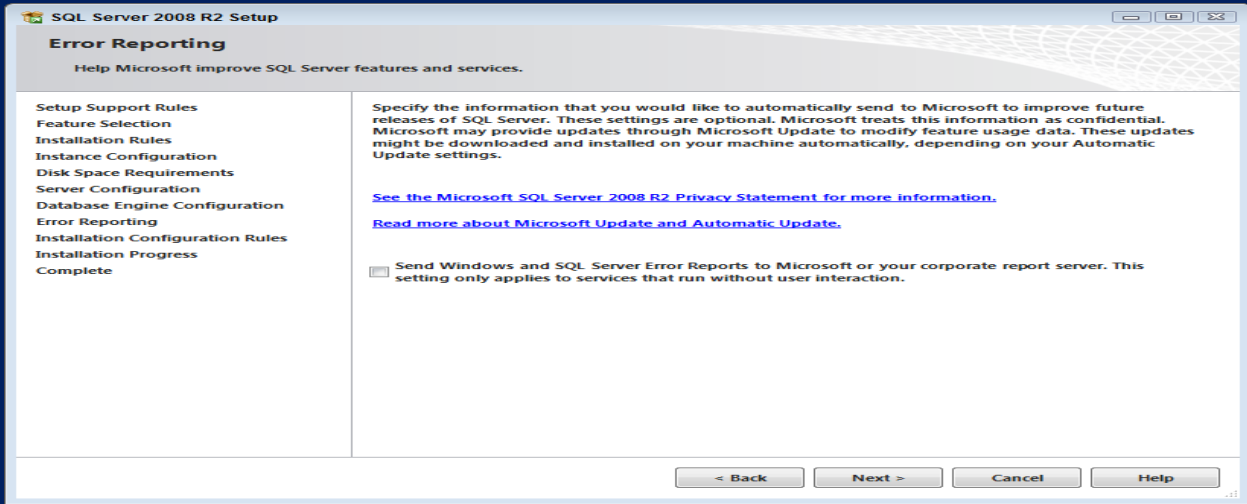 SQL Server 2008 R2 Setup
Error Reporting
Help Microsoft improve SQL Server features and services.
Setup Support Rules
Feature Selection
Installation Rules
Instance Configuration
Disk Space Requirements
Server Configuration
Database Engine Configuration
Error Reporting
Installation Configuration Rules
Installation Progress
Complete
Specify the information that you would like to automatically send to Microsoft to improve future
releases of SQL Server. These settings are optional. Microsoft treats this information as confidential.
Microsoft may provide updates through Microsoft Update to modify feature usage data. These updates
might be downloaded and installed on your machine automatically, depending on your Automatic
Update settings.
See the Microsoft SQL Server 2008 R2 Privacy Statement for more information.
Read more about Microsoft Update and Automatic Update.
Send Windows and SQL Server Error Reports to Microsoft or your corporate report server. This
setting only applies to services that run without user interaction.
< Back
Next >
Cancel
Help